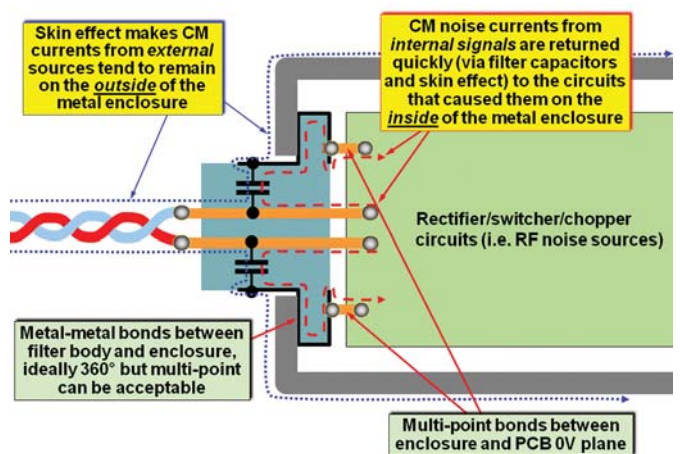 Skin effect makes CM
currents from external
sources tend to remain
on the outside of the
metal enclosure
CM noise currents from
internal signals are returned
quickly (via filter capacitors
and skin effect) to the circuits
that caused them on the
inside of the metal enclosure
Rectifier/switcher/chopper
circuits (i.e. RF noise sources)
Metal-metal bonds between
filter body and enclosure,
ideally 360° but multi-point
can be acceptable
Multi-point bonds between
enclosure and PCB 0V plane